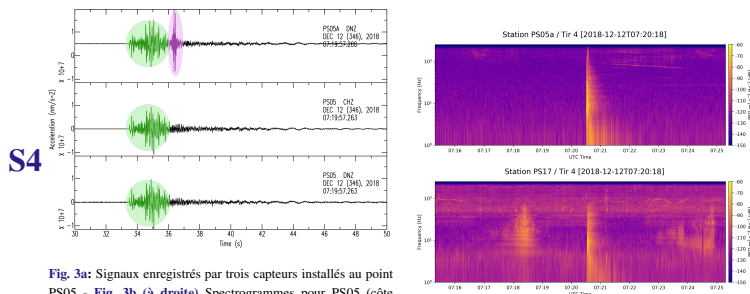 S4
PS05A DNZ
DEC 12 (346), 2018
07:19:57.260
PS05 CHZ
DEC 12 (346), 2018
07:19:57.263
PS05 DNZ
DEC 12 (346), 2018
07:19:57.263
Acceleration (nm/s**2)
X 10+7
X 10+7
X 10+7
1
0
-1
1
0
-1
1
0
-1
30 32 34 36 38 40 42 44 46 48 50
Time (s)
Fig. 3a: Signaux enregistrés par trois capteurs installés au point
PS05 - Fig. 3b (à droite) Spectrogrammes pour PS05 (côte
Station PS05a / Tir 4 [2018-12-12T07:20:18]
Frequency [Hz]
10² 10¹ 10⁰
07:16 07:17 07:18 07:19 07:20 07:21 07:22 07:23 07:24 07:25
UTC Time
-60 -70 -80 -90 -100 -110 -120 -130 -140 -150
Station PS17 / Tir 4 [2018-12-12T07:20:18]
Frequency [Hz]
10² 10¹ 10⁰
07:16 07:17 07:18 07:19 07:20 07:21 07:22 07:23 07:24 07:25
UTC Time
-60 -70 -80 -90 -100 -110 -120 -130 -140 -150